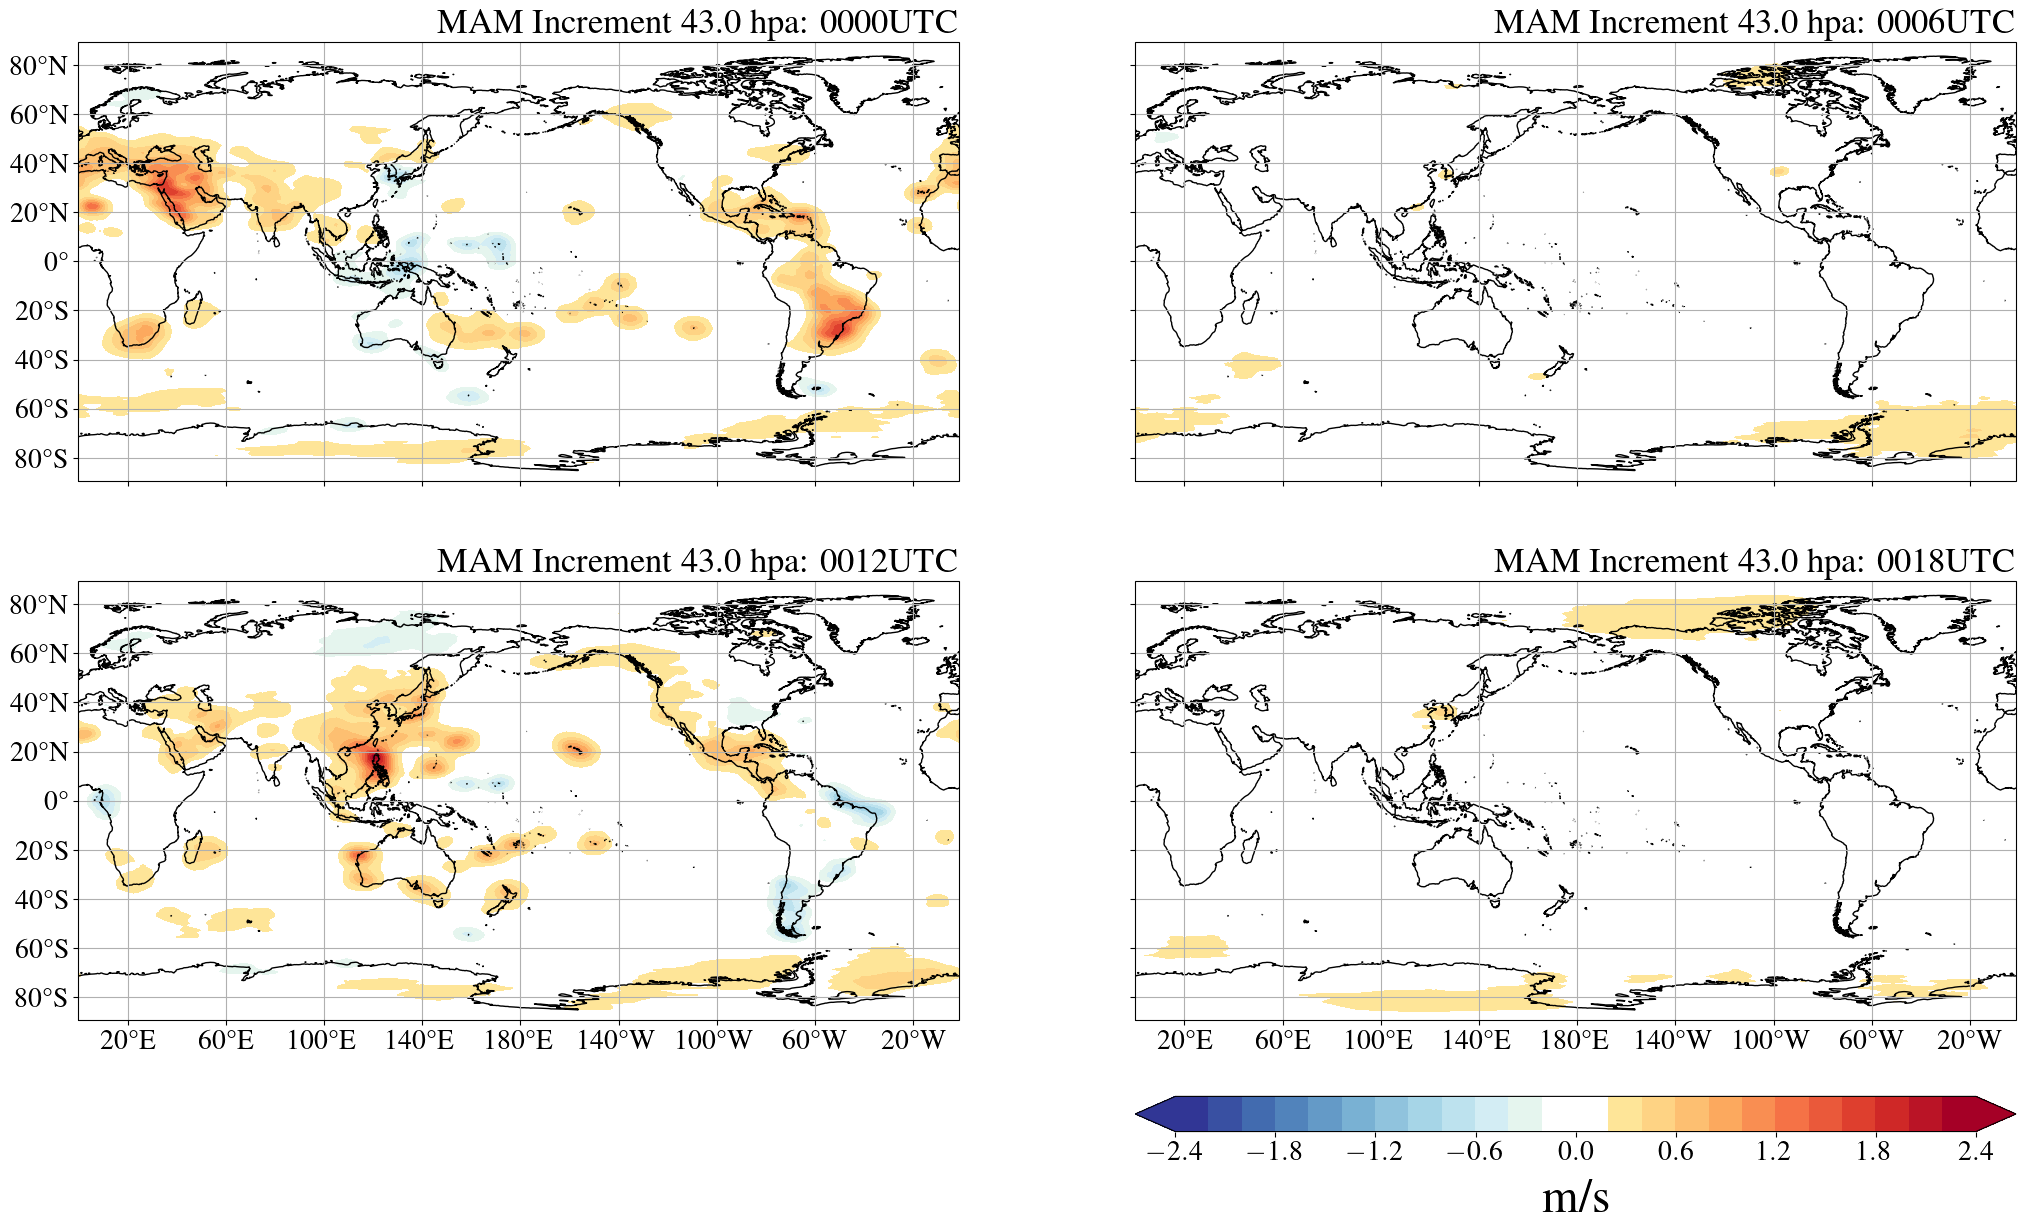 MAM Increment 43.0 hpa: 0000UTC
MAM Increment 43.0 hpa: 0006UTC
80°N
60°N
40°N
20°N
0°
20°S
40°S
60°S
80°S
MAM Increment 43.0 hpa: 0012UTC
MAM Increment 43.0 hpa: 0018UTC
80°N
60°N
40°N
20°N
0°
20°S
40°S
60°S
80°S
20°E 60°E 100°E 140°E 180°E 140°W 100°W 60°W 20°W
20°E 60°E 100°E 140°E 180°E 140°W 100°W 60°W 20°W
−2.4 −1.8 −1.2 −0.6 0.0 0.6 1.2 1.8 2.4
m/s